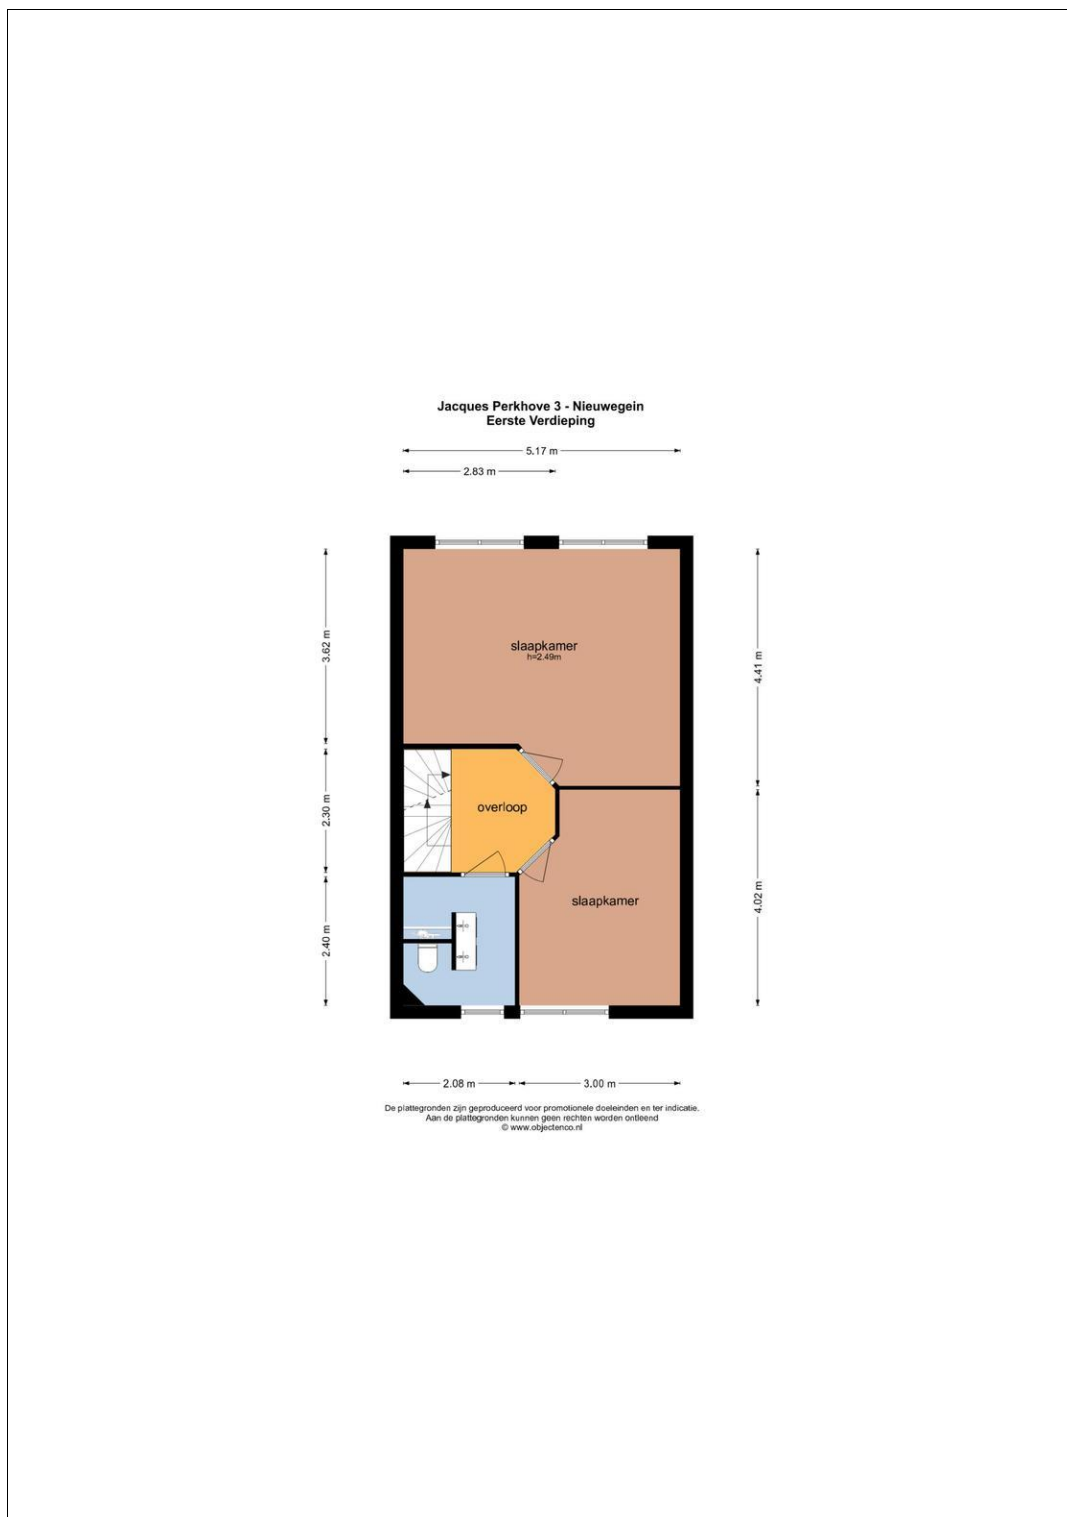 Jacques Perkhove 3 - Nieuwegein
Eerste Verdieping
5.17 m
2.83 m
3.62 m
4.41 m
slaapkamer
h=2.49m
2.30 m
overloop
4.02 m
slaapkamer
2.40 m
2.08 m
3.00 m
De plattegronden zijn geproduceerd voor promotionele doeleinden en ter indicatie.
Aan de plattegronden kunnen geen rechten worden ontleend
© www.objectenco.nl